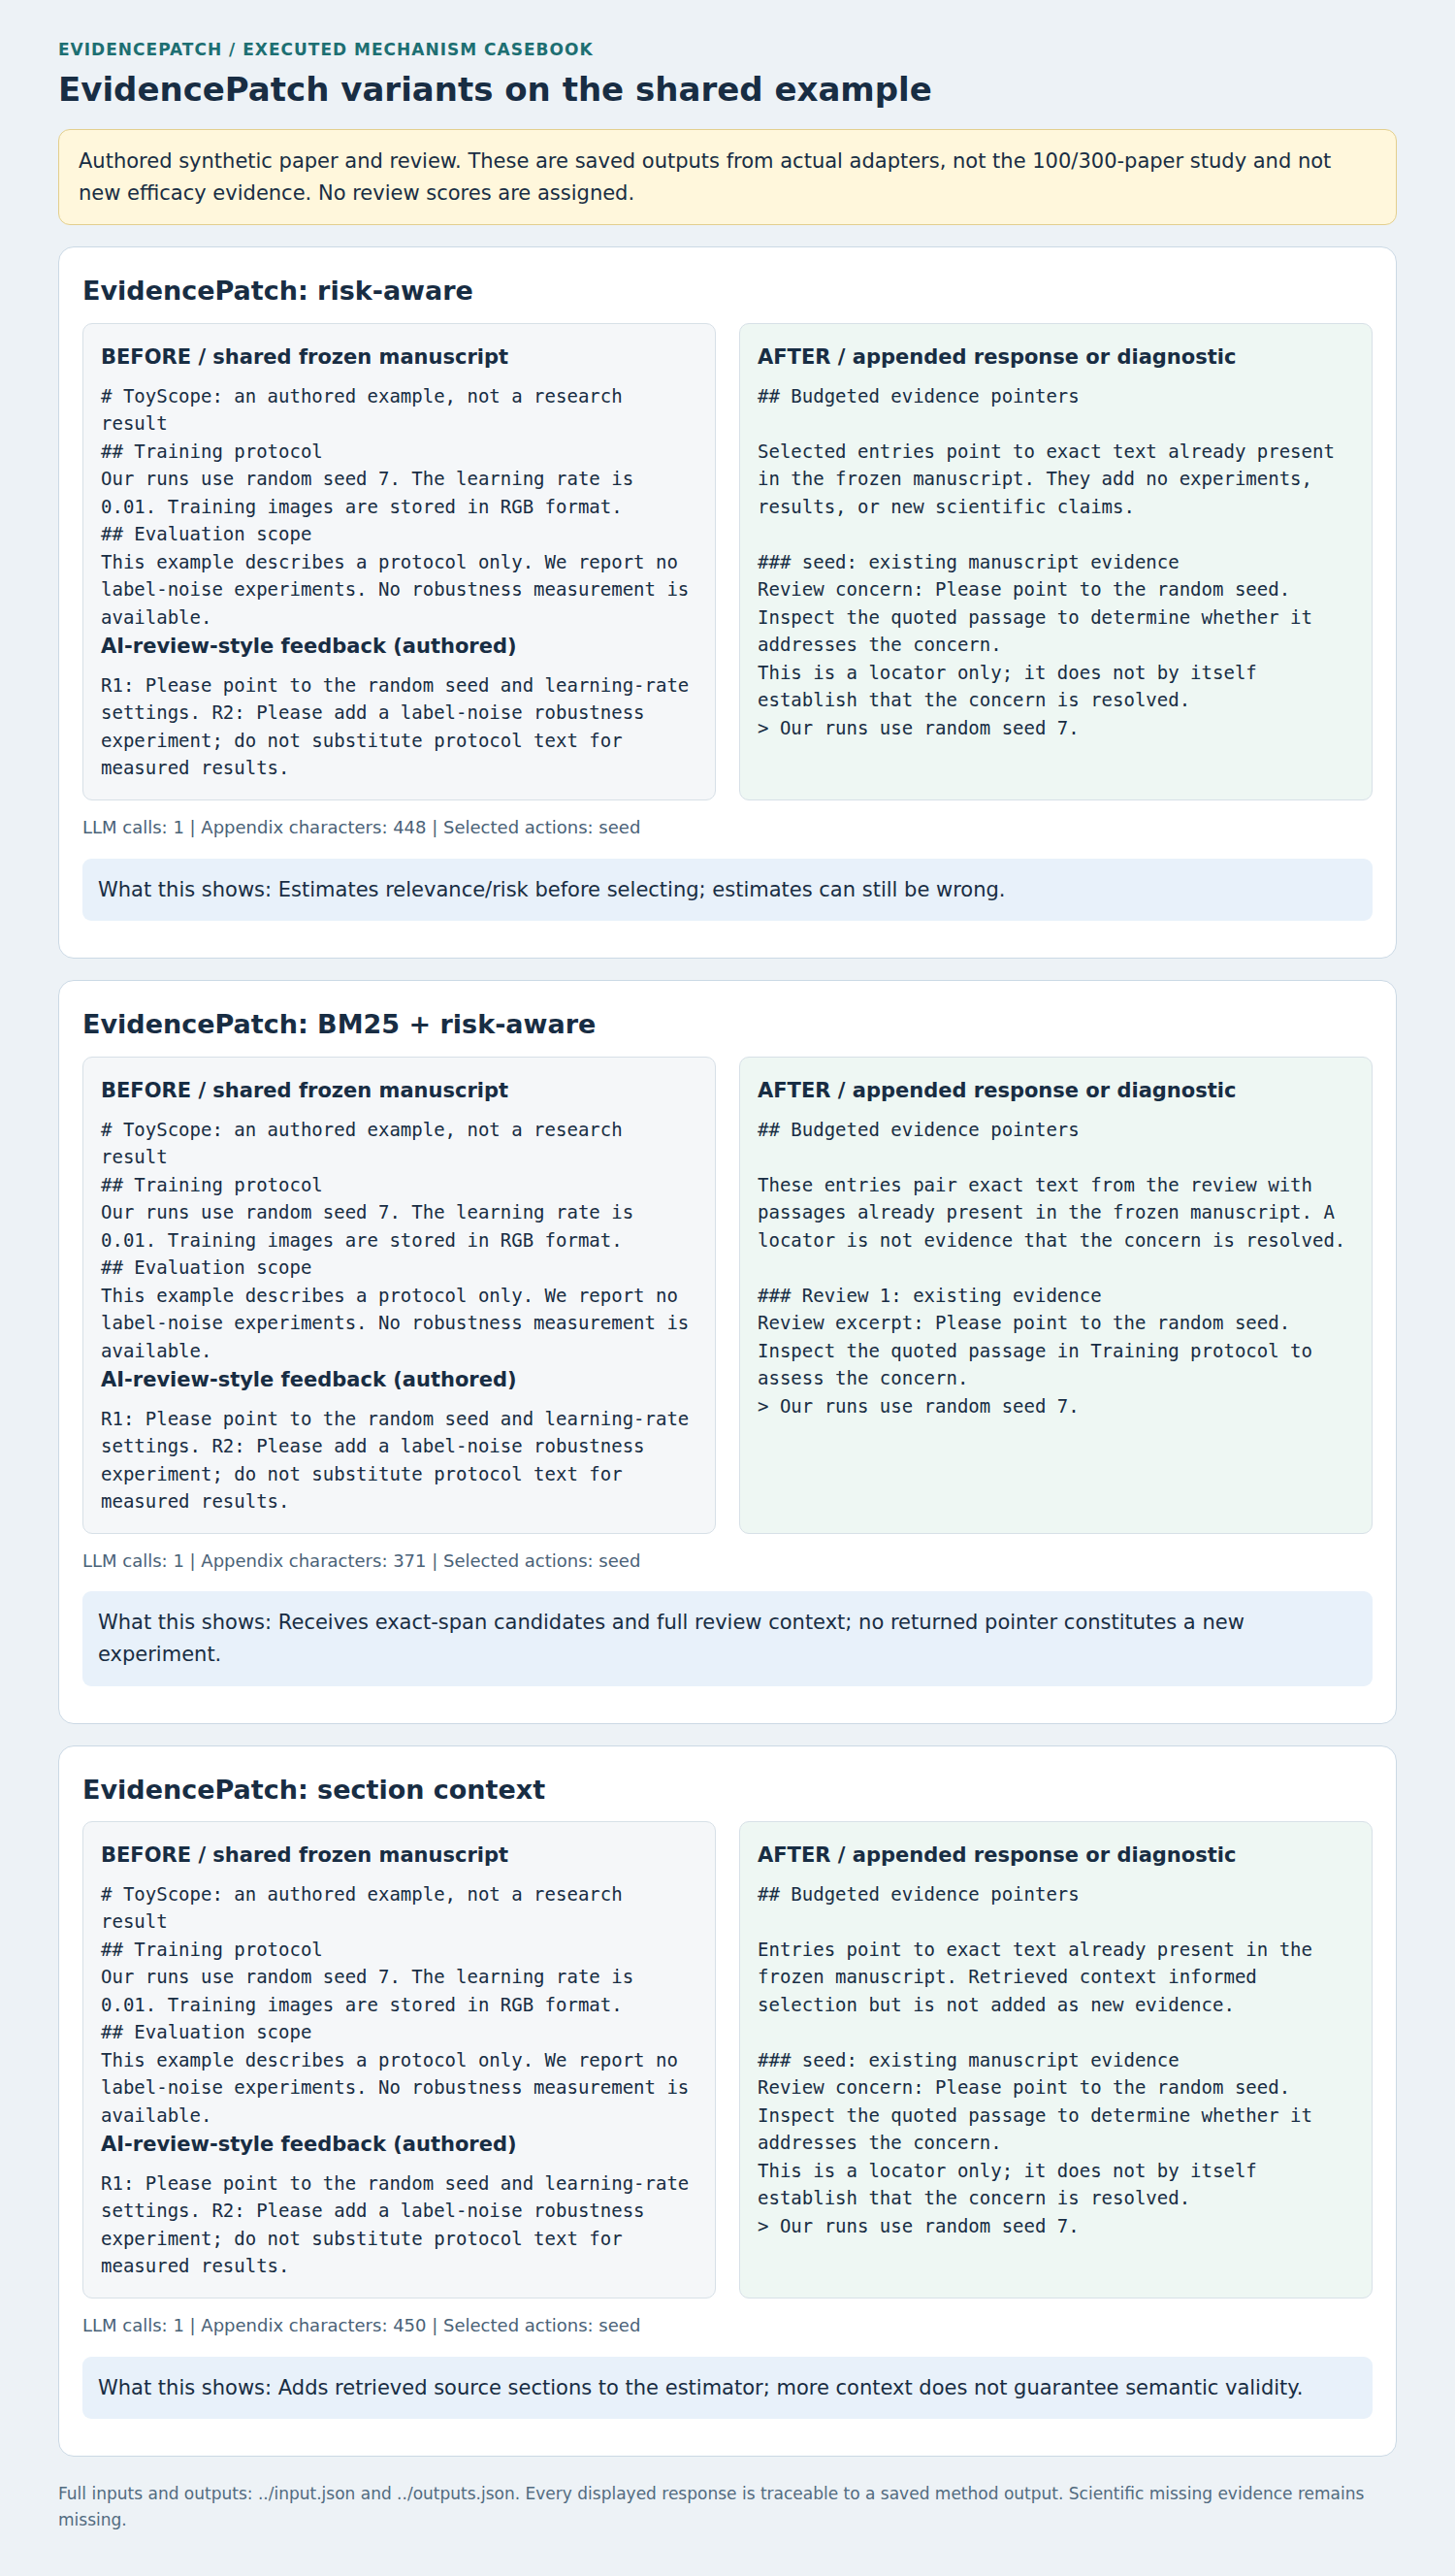 EVIDENCEPATCH / EXECUTED MECHANISM CASEBOOK
EvidencePatch variants on the shared example
Authored synthetic paper and review. These are saved outputs from actual adapters, not the 100/300-paper study and not
new efficacy evidence. No review scores are assigned.
EvidencePatch: risk-aware
BEFORE / shared frozen manuscript
# ToyScope: an authored example, not a research
result
## Training protocol
Our runs use random seed 7. The learning rate is
0.01. Training images are stored in RGB format.
## Evaluation scope
This example describes a protocol only. We report no
label-noise experiments. No robustness measurement is
available.
AI-review-style feedback (authored)
R1: Please point to the random seed and learning-rate
settings. R2: Please add a label-noise robustness
experiment; do not substitute protocol text for
measured results.
AFTER / appended response or diagnostic
## Budgeted evidence pointers
Selected entries point to exact text already present
in the frozen manuscript. They add no experiments,
results, or new scientific claims.
### seed: existing manuscript evidence
Review concern: Please point to the random seed.
Inspect the quoted passage to determine whether it
addresses the concern.
This is a locator only; it does not by itself
establish that the concern is resolved.
> Our runs use random seed 7.
LLM calls: 1 | Appendix characters: 448 | Selected actions: seed
What this shows: Estimates relevance/risk before selecting; estimates can still be wrong.
EvidencePatch: BM25 + risk-aware
BEFORE / shared frozen manuscript
# ToyScope: an authored example, not a research
result
## Training protocol
Our runs use random seed 7. The learning rate is
0.01. Training images are stored in RGB format.
## Evaluation scope
This example describes a protocol only. We report no
label-noise experiments. No robustness measurement is
available.
AI-review-style feedback (authored)
R1: Please point to the random seed and learning-rate
settings. R2: Please add a label-noise robustness
experiment; do not substitute protocol text for
measured results.
AFTER / appended response or diagnostic
## Budgeted evidence pointers
These entries pair exact text from the review with
passages already present in the frozen manuscript. A
locator is not evidence that the concern is resolved.
### Review 1: existing evidence
Review excerpt: Please point to the random seed.
Inspect the quoted passage in Training protocol to
assess the concern.
> Our runs use random seed 7.
LLM calls: 1 | Appendix characters: 371 | Selected actions: seed
What this shows: Receives exact-span candidates and full review context; no returned pointer constitutes a new
experiment.
EvidencePatch: section context
BEFORE / shared frozen manuscript
# ToyScope: an authored example, not a research
result
## Training protocol
Our runs use random seed 7. The learning rate is
0.01. Training images are stored in RGB format.
## Evaluation scope
This example describes a protocol only. We report no
label-noise experiments. No robustness measurement is
available.
AI-review-style feedback (authored)
R1: Please point to the random seed and learning-rate
settings. R2: Please add a label-noise robustness
experiment; do not substitute protocol text for
measured results.
AFTER / appended response or diagnostic
## Budgeted evidence pointers
Entries point to exact text already present in the
frozen manuscript. Retrieved context informed
selection but is not added as new evidence.
### seed: existing manuscript evidence
Review concern: Please point to the random seed.
Inspect the quoted passage to determine whether it
addresses the concern.
This is a locator only; it does not by itself
establish that the concern is resolved.
> Our runs use random seed 7.
LLM calls: 1 | Appendix characters: 450 | Selected actions: seed
What this shows: Adds retrieved source sections to the estimator; more context does not guarantee semantic validity.
Full inputs and outputs: ../input.json and ../outputs.json. Every displayed response is traceable to a saved method output. Scientific missing evidence remains
missing.